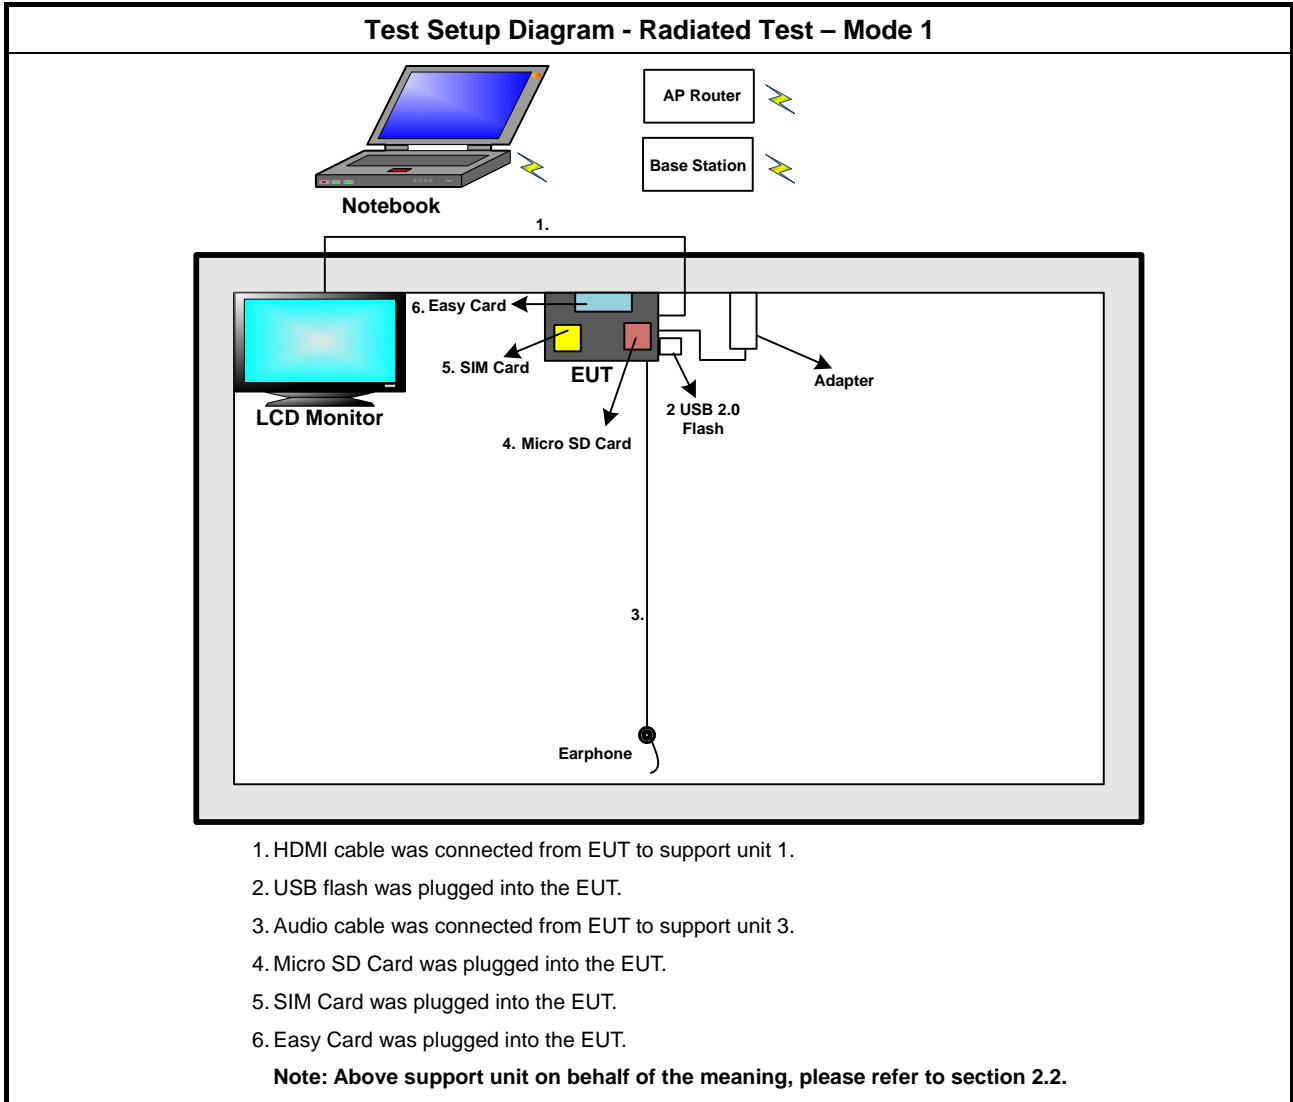 Test Setup Diagram - Radiated Test – Mode 1
AP Router
Base Station
Notebook
1.
6. Easy Card
5. SIM Card
EUT
Adapter
LCD Monitor
2 USB 2.0
Flash
4. Micro SD Card
3.
Earphone
1. HDMI cable was connected from EUT to support unit 1.
2. USB flash was plugged into the EUT.
3. Audio cable was connected from EUT to support unit 3.
4. Micro SD Card was plugged into the EUT.
5. SIM Card was plugged into the EUT.
6. Easy Card was plugged into the EUT.
Note: Above support unit on behalf of the meaning, please refer to section 2.2.